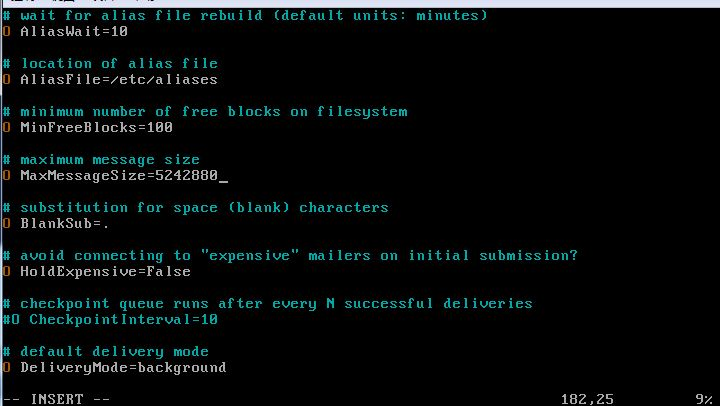 # wait for alias file rebuild (default units: minutes)
O AliasWait=10
# location of alias file
O AliasFile=/etc/aliases
# minimum number of free blocks on filesystem
O MinFreeBlocks=100
# maximum message size
O MaxMessageSize=5242880_
# substitution for space (blank) characters
O BlankSub=.
# avoid connecting to "expensive" mailers on initial submission?
O HoldExpensive=False
# checkpoint queue runs after every N successful deliveries
#O CheckpointInterval=10
# default delivery mode
O DeliveryMode=background
-- INSERT -- 182,25 9%